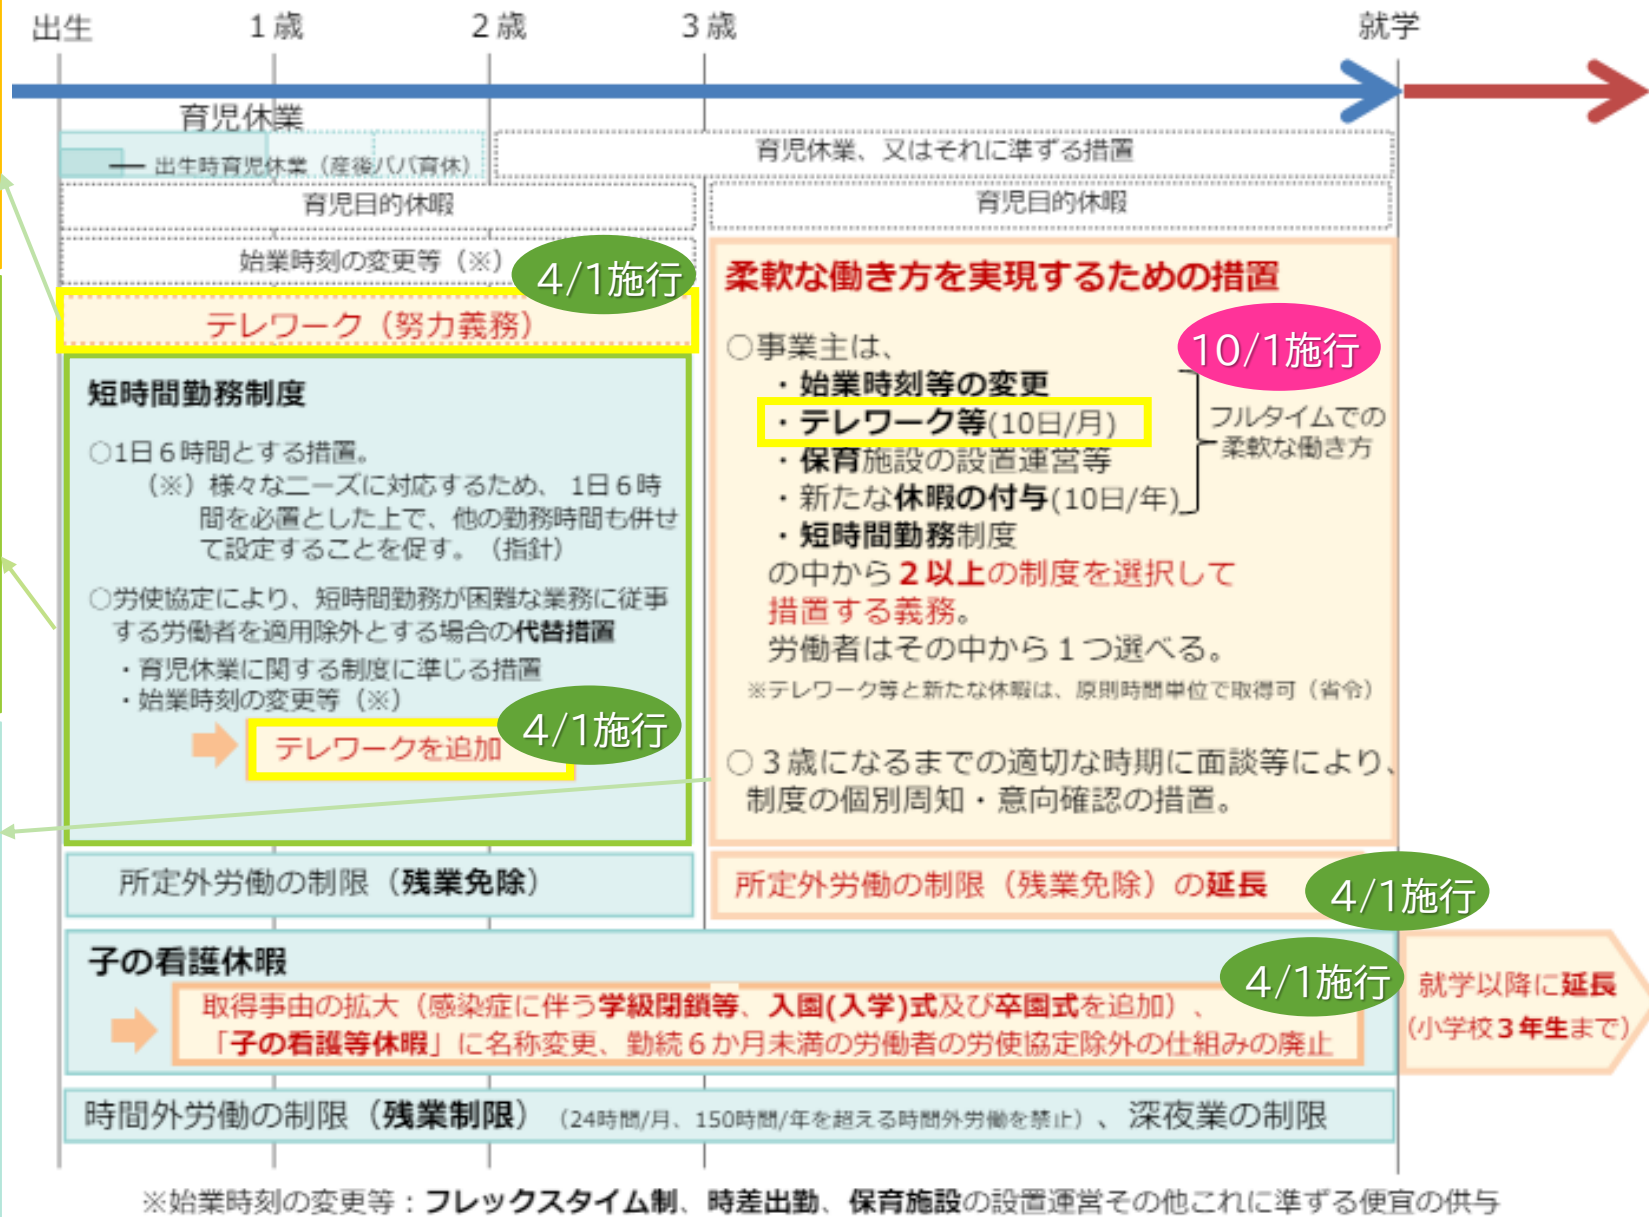 出生
1歳
2歳
3歳
就学
育児休業
出生時育児休業（産後パパ育休）
育児休業、又はそれに準ずる措置
育児目的休暇
育児目的休暇
始業時刻の変更等（※）
4/1施行
テレワーク（努力義務）
短時間勤務制度
○1日6時間とする措置。
（※）様々なニーズに対応するため、 1日6時
間を必置とした上で、他の勤務時間も併せ
て設定することを促す。（指針）
○労使協定により、短時間勤務が困難な業務に従事
する労働者を適用除外とする場合の代替措置
・育児休業に関する制度に準じる措置
・始業時刻の変更等（※）
テレワークを追加
4/1施行
柔軟な働き方を実現するための措置
10/1施行
○事業主は、
・始業時刻等の変更
・テレワーク等(10日/月)
・保育施設の設置運営等
・新たな休暇の付与(10日/年)
・短時間勤務制度
フルタイムでの
柔軟な働き方
の中から2以上の制度を選択して
措置する義務。
労働者はその中から1つ選べる。
※テレワーク等と新たな休暇は、原則時間単位で取得可（省令）
○3歳になるまでの適切な時期に面談等により、
制度の個別周知・意向確認の措置。
所定外労働の制限（残業免除）
所定外労働の制限（残業免除）の延長
4/1施行
子の看護休暇
4/1施行
取得事由の拡大（感染症に伴う学級閉鎖等、入園(入学)式及び卒園式を追加）、
「子の看護等休暇」に名称変更、勤続6か月未満の労働者の労使協定除外の仕組みの廃止
就学以降に延長
(小学校3年生まで)
時間外労働の制限（残業制限）（24時間/月、150時間/年を超える時間外労働を禁止）、深夜業の制限
※始業時刻の変更等：フレックスタイム制、時差出勤、保育施設の設置運営その他これに準ずる便宜の供与